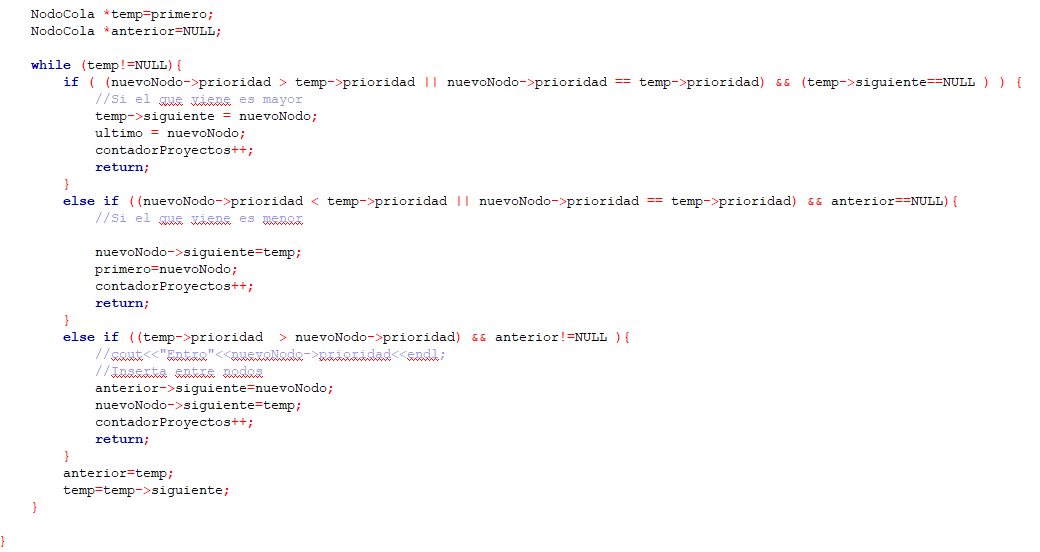 NodoCola *temp=primero;
NodoCola *anterior=NULL;
while (temp!=NULL){
if ( (nuevoNodo->prioridad > temp->prioridad || nuevoNodo->prioridad == temp->prioridad) && (temp->siguiente==NULL ) ) {
//Si el que viene es mayor
temp->siguiente = nuevoNodo;
ultimo = nuevoNodo;
contadorProyectos++;
return;
}
else if ((nuevoNodo->prioridad < temp->prioridad || nuevoNodo->prioridad == temp->prioridad) && anterior==NULL){
//Si el que viene es menor
nuevoNodo->siguiente=temp;
primero=nuevoNodo;
contadorProyectos++;
return;
}
else if ((temp->prioridad  > nuevoNodo->prioridad) && anterior!=NULL ){
//cout<<"Entro"<<nuevoNodo->prioridad<<endl;
//Inserta entre nodos
anterior->siguiente=nuevoNodo;
nuevoNodo->siguiente=temp;
contadorProyectos++;
return;
}
anterior=temp;
temp=temp->siguiente;
}
}